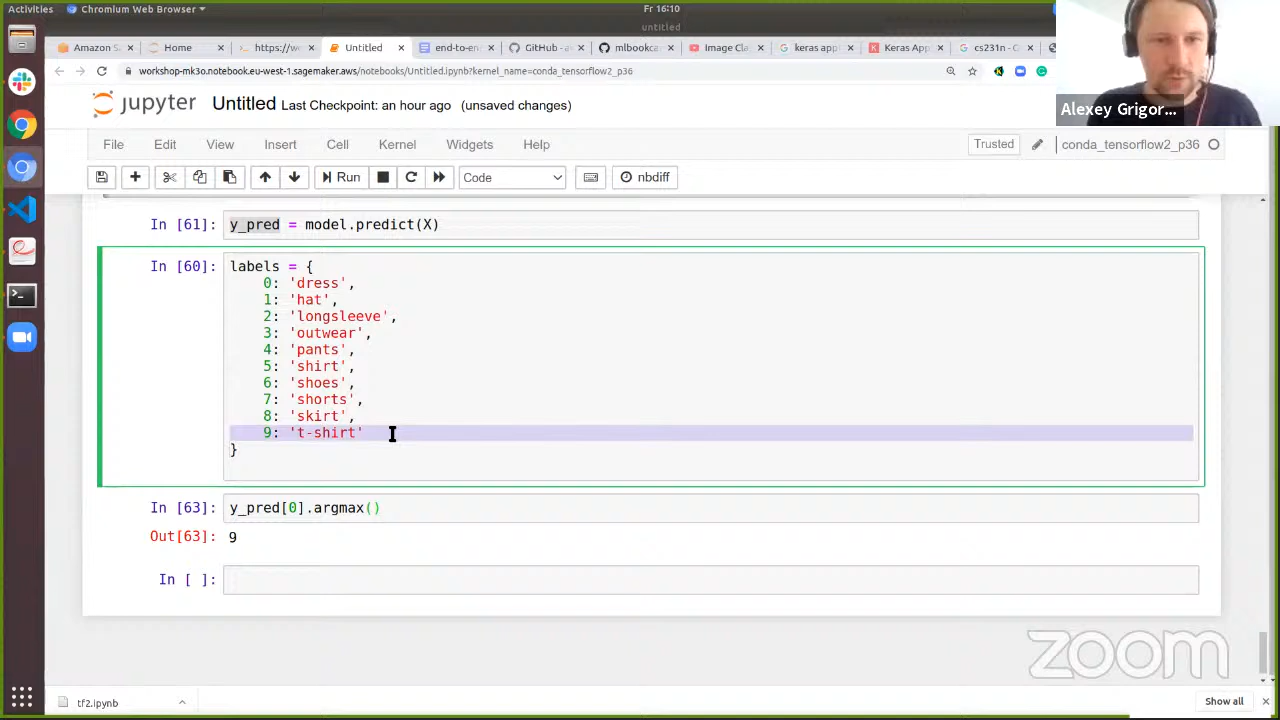 Activities
Chromium Web Browser
Fr 16:10
untitled
Amazon S
Home
https://w
Untitled
end-to-en
GitHub - a
mlbookca
Image Cla
keras app
Keras App
cs231n
workshop-mk3o.notebook.eu-west-1.sagemaker.aws/notebooks/Untitled.ipynb?kernel_name=conda_tensorflow2_p36
Alexey Grigor...
jupyter Untitled Last Checkpoint: an hour ago (unsaved changes)
File Edit View Insert Cell Kernel Widgets Help
Trusted
conda_tensorflow2_p36
Run
Code
nbdiff
In [61]: y_pred = model.predict(X)
In [60]: labels = {
0: 'dress',
1: 'hat',
2: 'longsleeve',
3: 'outwear',
4: 'pants',
5: 'shirt',
6: 'shoes',
7: 'shorts',
8: 'skirt',
9: 't-shirt'
}
In [63]: y_pred[0].argmax()
Out[63]: 9
In [ ]:
zoom
tf2.ipynb
Show all